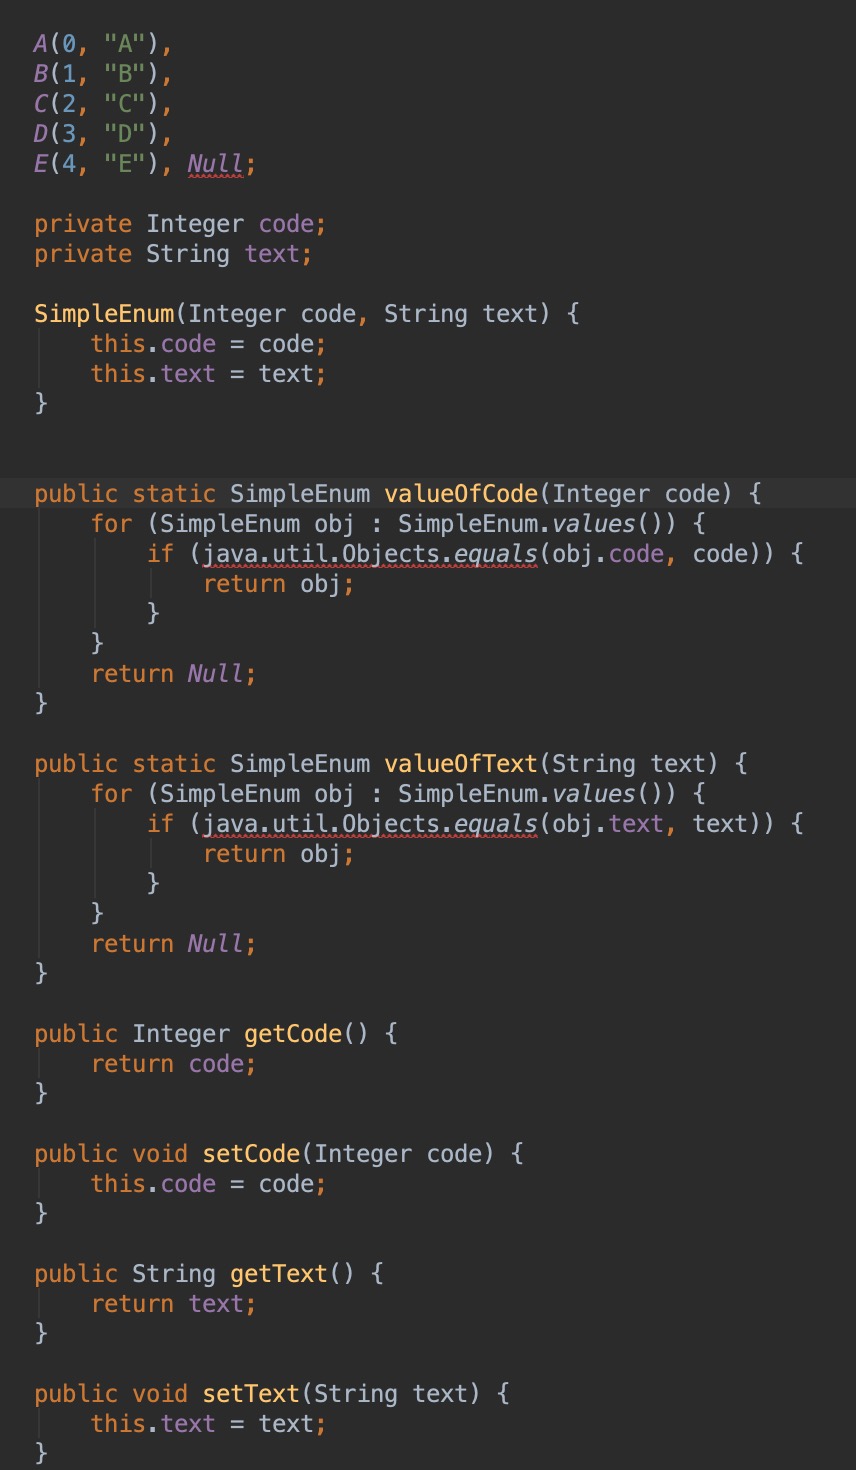 A(0, "A"),
B(1, "B"),
C(2, "C"),
D(3, "D"),
E(4, "E"), Null;
private Integer code;
private String text;
SimpleEnum(Integer code, String text) {
this.code = code;
this.text = text;
}
public static SimpleEnum valueOfCode(Integer code) {
for (SimpleEnum obj : SimpleEnum.values()) {
if (java.util.Objects.equals(obj.code, code)) {
return obj;
}
}
return Null;
}
public static SimpleEnum valueOfText(String text) {
for (SimpleEnum obj : SimpleEnum.values()) {
if (java.util.Objects.equals(obj.text, text)) {
return obj;
}
}
return Null;
}
public Integer getCode() {
return code;
}
public void setCode(Integer code) {
this.code = code;
}
public String getText() {
return text;
}
public void setText(String text) {
this.text = text;
}